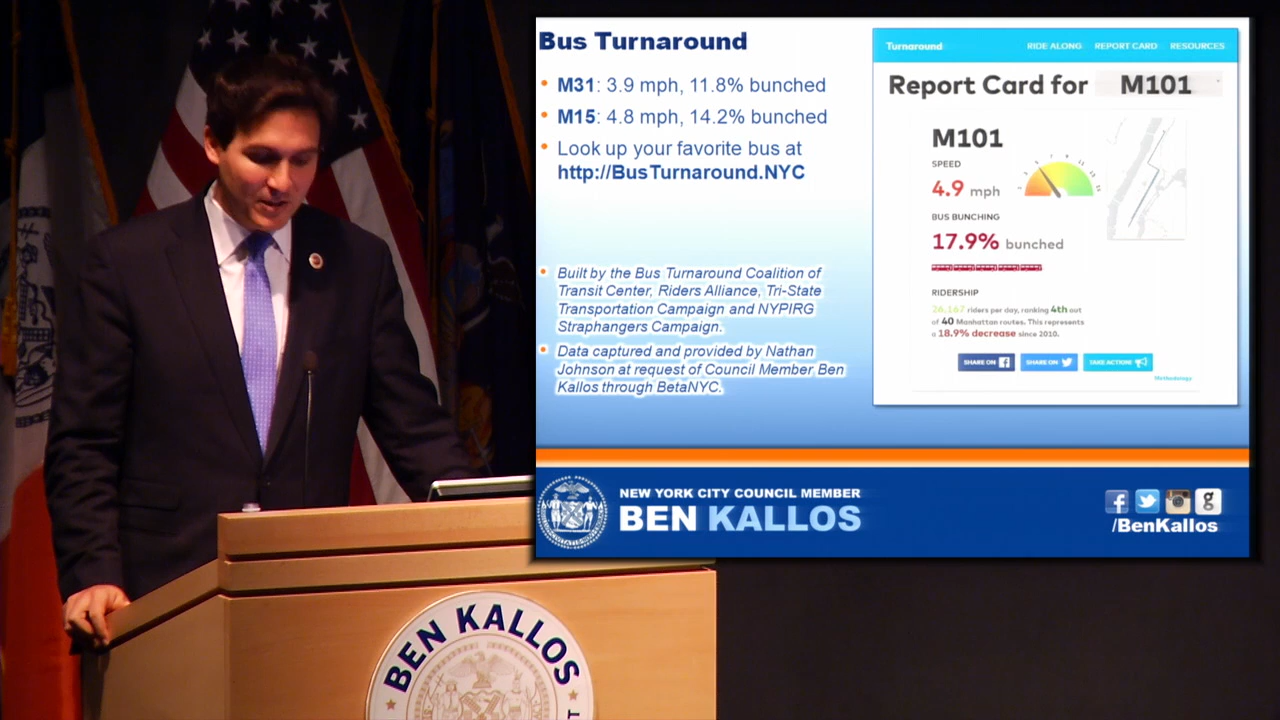 Bus Turnaround
• M31: 3.9 mph, 11.8% bunched
• M15: 4.8 mph, 14.2% bunched
• Look up your favorite bus at
http://BusTurnaround.NYC
• Built by the Bus Turnaround Coalition of
Transit Center, Riders Alliance, Tri-State
Transportation Campaign and NYPIRG
Straphangers Campaign.
• Data captured and provided by Nathan
Johnson at request of Council Member Ben
Kallos through BetaNYC.
Turnaround RIDE ALONG REPORT CARD RESOURCES
Report Card for M101
M101
SPEED
4.9 mph
BUS BUNCHING
17.9% bunched
RIDERSHIP
26,167 riders per day, ranking 4th out
of 40 Manhattan routes. This represents
a 18.9% decrease since 2010.
SHARE ON SHARE ON TAKE ACTION
Methodology
NEW YORK CITY COUNCIL MEMBER
BEN KALLOS
/BenKallos
BEN KALLOS